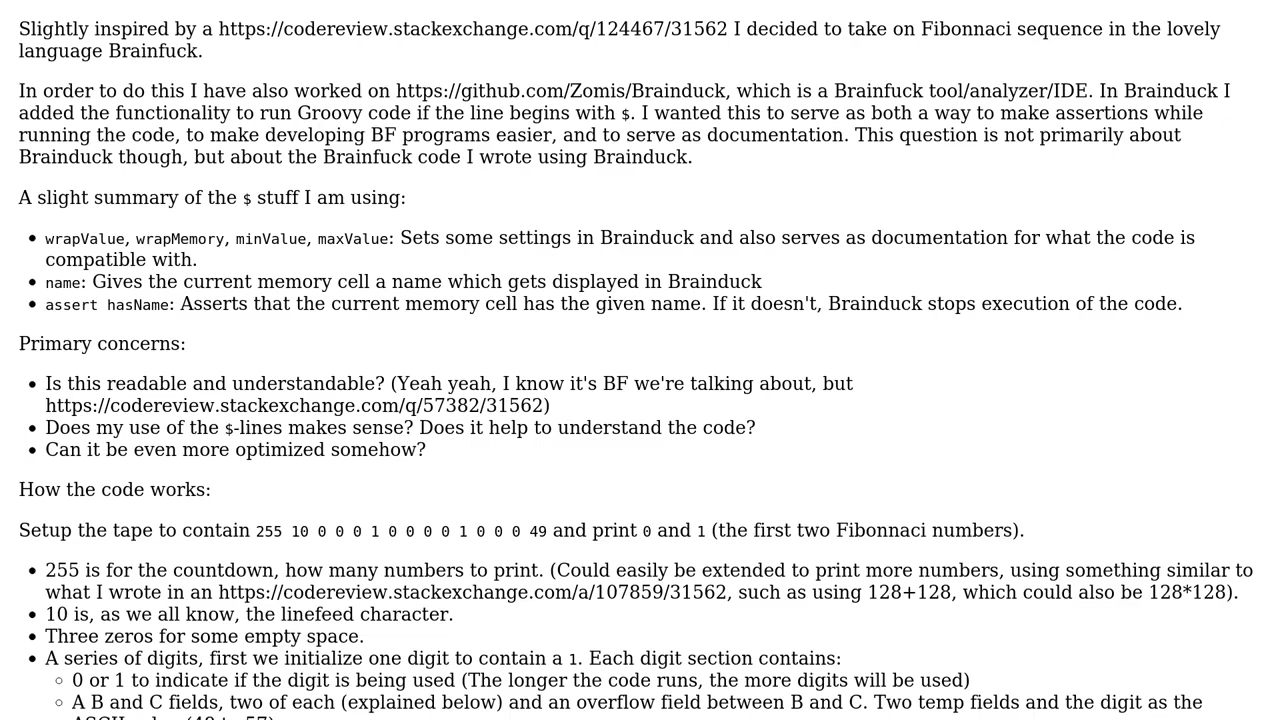 Slightly inspired by a https://codereview.stackexchange.com/q/124467/31562 I decided to take on Fibonnaci sequence in the lovely
language Brainfuck.
In order to do this I have also worked on https://github.com/Zomis/Brainduck, which is a Brainfuck tool/analyzer/IDE. In Brainduck I
added the functionality to run Groovy code if the line begins with $. I wanted this to serve as both a way to make assertions while
running the code, to make developing BF programs easier, and to serve as documentation. This question is not primarily about
Brainduck though, but about the Brainfuck code I wrote using Brainduck.
A slight summary of the $ stuff I am using:
• wrapValue, wrapMemory, minValue, maxValue: Sets some settings in Brainduck and also serves as documentation for what the code is
compatible with.
• name: Gives the current memory cell a name which gets displayed in Brainduck
• assert hasName: Asserts that the current memory cell has the given name. If it doesn't, Brainduck stops execution of the code.
Primary concerns:
• Is this readable and understandable? (Yeah yeah, I know it's BF we're talking about, but
https://codereview.stackexchange.com/q/57382/31562)
• Does my use of the $-lines makes sense? Does it help to understand the code?
• Can it be even more optimized somehow?
How the code works:
Setup the tape to contain 255 10 0 0 0 1 0 0 0 0 1 0 0 0 49 and print 0 and 1 (the first two Fibonnaci numbers).
• 255 is for the countdown, how many numbers to print. (Could easily be extended to print more numbers, using something similar to
what I wrote in an https://codereview.stackexchange.com/a/107859/31562, such as using 128+128, which could also be 128*128).
• 10 is, as we all know, the linefeed character.
• Three zeros for some empty space.
• A series of digits, first we initialize one digit to contain a 1. Each digit section contains:
◦ 0 or 1 to indicate if the digit is being used (The longer the code runs, the more digits will be used)
◦ A B and C fields, two of each (explained below) and an overflow field between B and C. Two temp fields and the digit as the